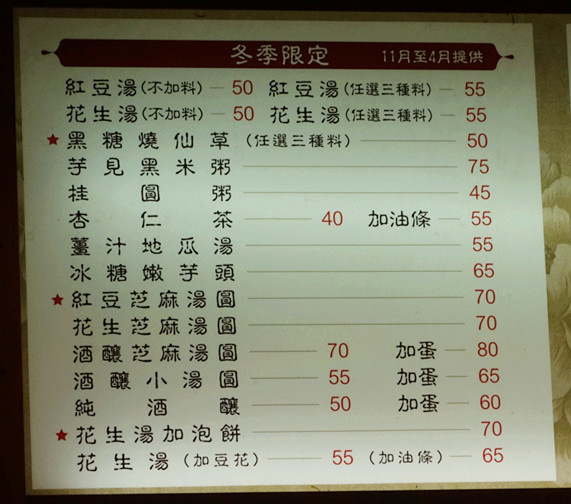 冬季限定 11月至4月提供
紅豆湯(不加料) 50 紅豆湯(任選三種料) 55
花生湯(不加料) 50 花生湯(任選三種料) 55
★黑糖燒仙草(任選三種料) 50
芋見黑米粥 75
桂圓粥 45
杏仁茶 40 加油條 55
薑汁地瓜湯 55
冰糖嫩芋頭 65
★紅豆芝麻湯圓 70
花生芝麻湯圓 70
酒釀芝麻湯圓 70 加蛋 80
酒釀小湯圓 55 加蛋 65
純酒釀 50 加蛋 60
★花生湯加泡餅 70
花生湯(加豆花) 55 (加油條) 65